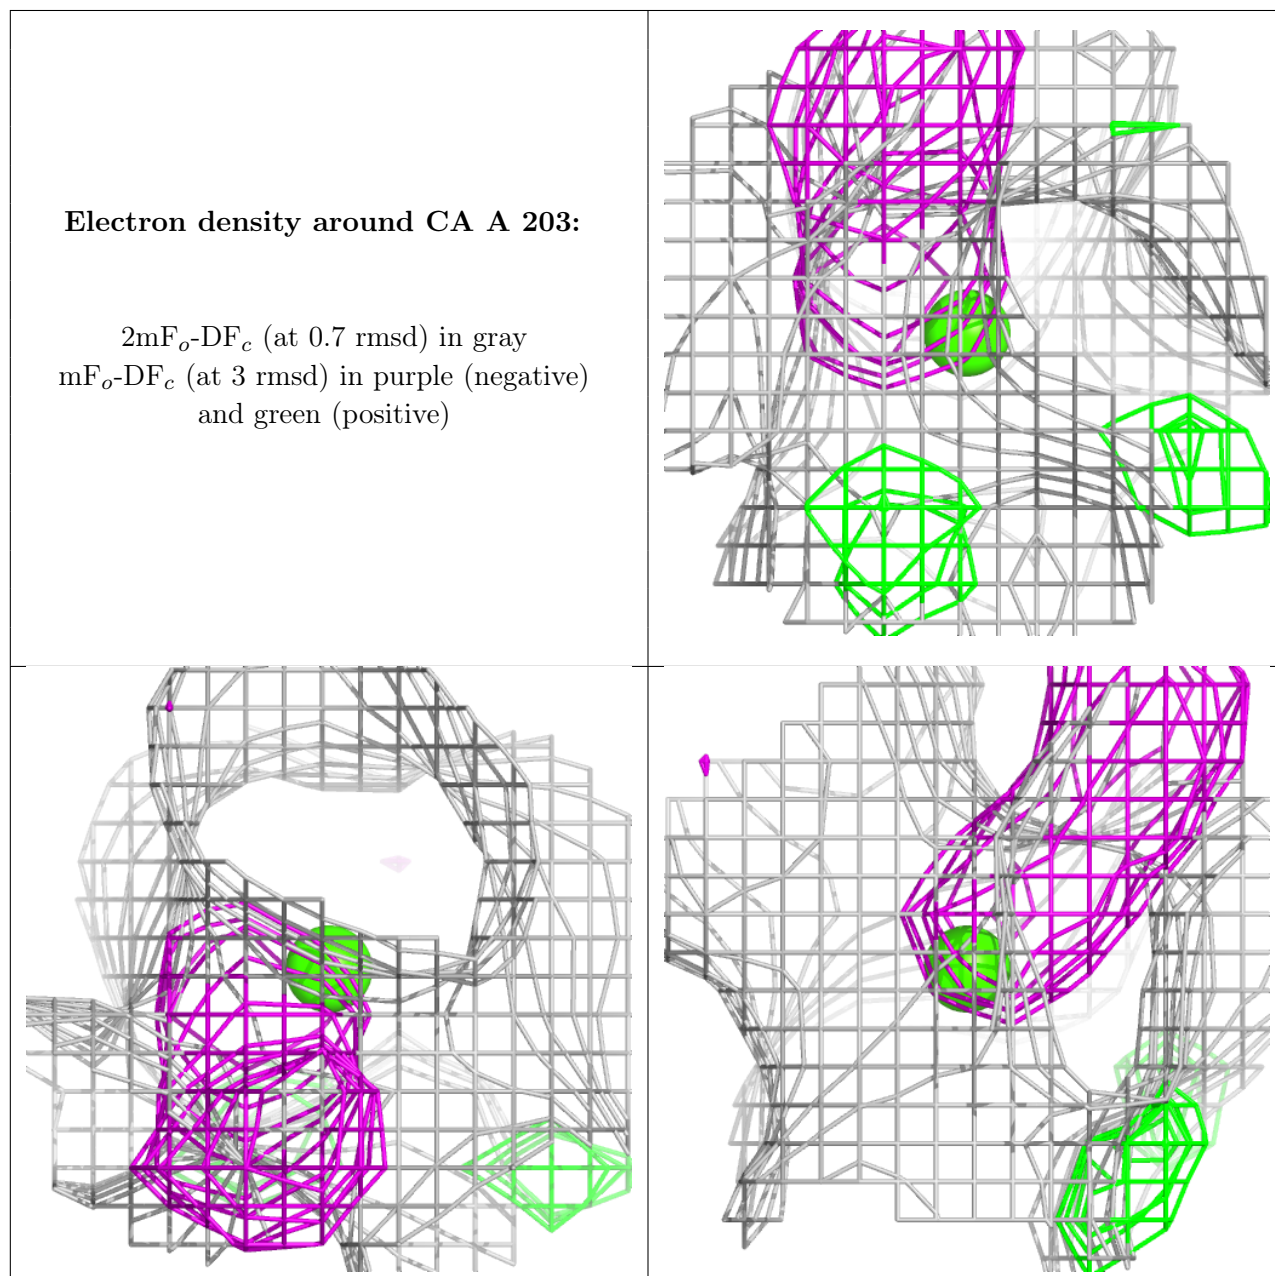 Electron density around CA A 203:
2mFo-DFc (at 0.7 rmsd) in gray
mFo-DFc (at 3 rmsd) in purple (negative)
and green (positive)